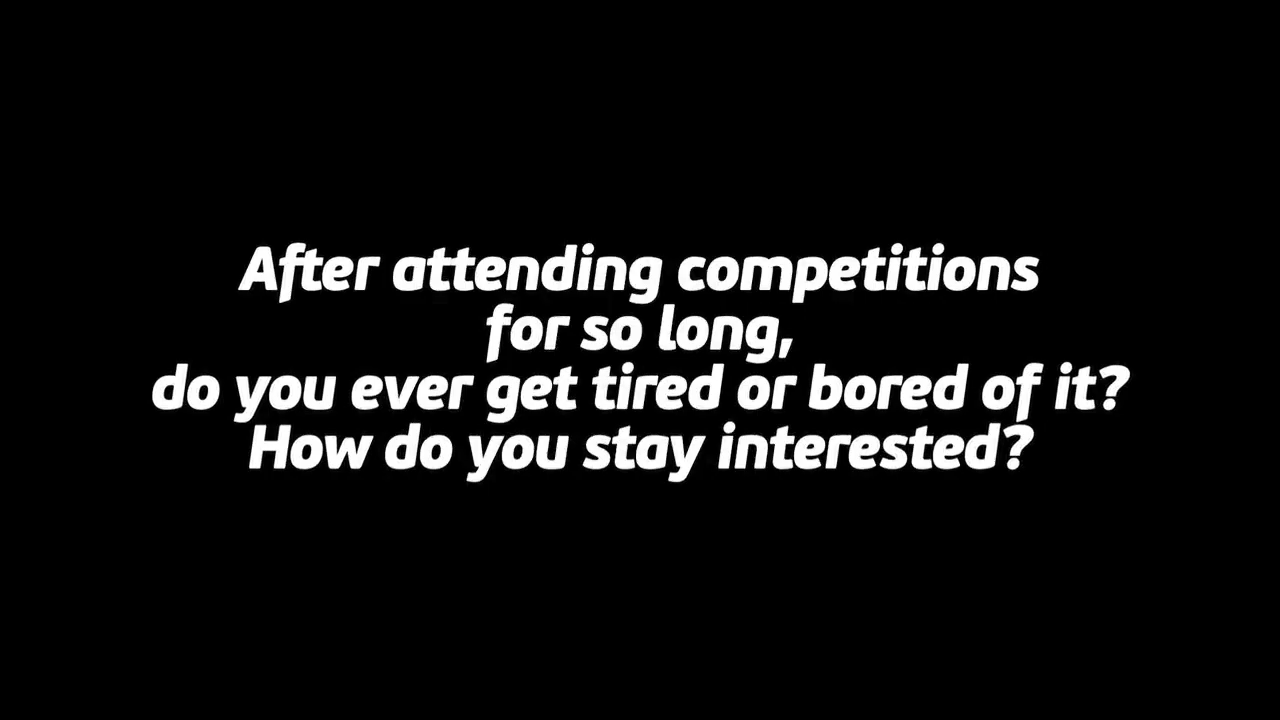 After attending competitions
for so long,
do you ever get tired or bored of it?
How do you stay interested?